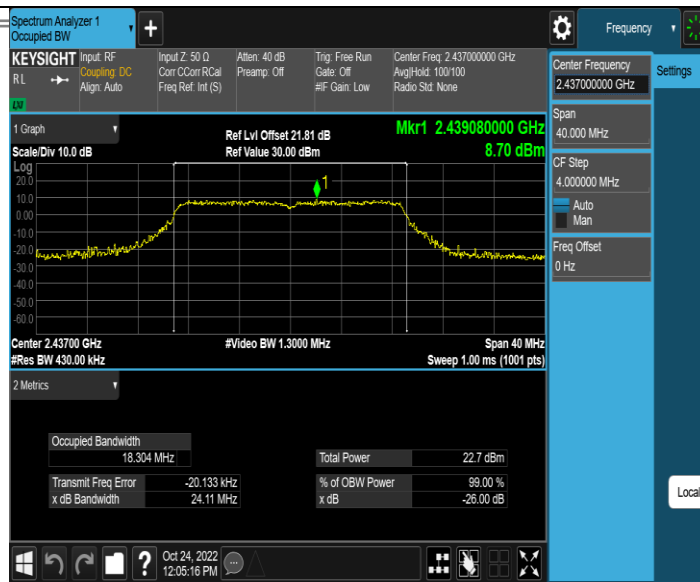 Spectrum Analyzer 1
Occupied BW
Frequency
KEYSIGHT
RL
LXI
Input: RF
Coupling: DC
Align: Auto
Input Z: 50 Ω
Corr CCorr RCal
Freq Ref: Int (S)
Atten: 40 dB
Preamp: Off
Trig: Free Run
Gate: Off
#IF Gain: Low
Center Freq: 2.437000000 GHz
Avg|Hold: 100/100
Radio Std: None
Center Frequency
2.437000000 GHz
Settings
Span
40.000 MHz
CF Step
4.000000 MHz
Auto
Man
Freq Offset
0 Hz
Local
1 Graph
Scale/Div 10.0 dB
Ref Lvl Offset 21.81 dB
Ref Value 30.00 dBm
Mkr1 2.439080000 GHz
8.70 dBm
Log
20.0
10.0
0.00
-10.0
-20.0
-30.0
-40.0
-50.0
-60.0
1
Center 2.43700 GHz
#Res BW 430.00 kHz
#Video BW 1.3000 MHz
Span 40 MHz
Sweep 1.00 ms (1001 pts)
2 Metrics
Occupied Bandwidth
18.304 MHz
Total Power 22.7 dBm
Transmit Freq Error -20.133 kHz
% of OBW Power 99.00 %
x dB Bandwidth 24.11 MHz
x dB -26.00 dB
Oct 24, 2022
12:05:16 PM